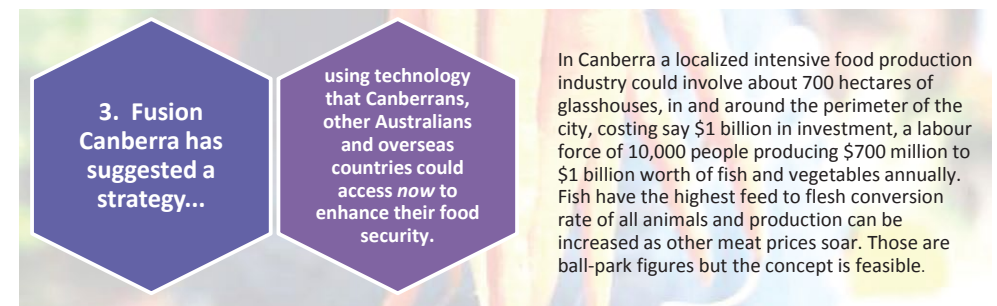 3. Fusion
Canberra has
suggested a
strategy...
using technology
that Canberrans,
other Australians
and overseas
countries could
access now to
enhance their food
security.
In Canberra a localized intensive food production
industry could involve about 700 hectares of
glasshouses, in and around the perimeter of the
city, costing say $1 billion in investment, a labour
force of 10,000 people producing $700 million to
$1 billion worth of fish and vegetables annually.
Fish have the highest feed to flesh conversion
rate of all animals and production can be
increased as other meat prices soar. Those are
ball-park figures but the concept is feasible.